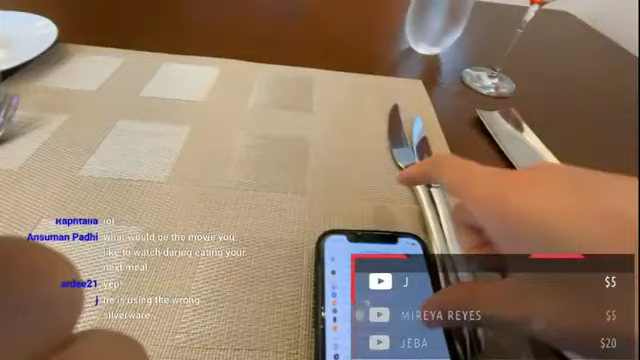 Raphtalia lol
Ansuman Padhi what would be the movie you
like to watch during eating your
next meal
ardse21 yep!
j he is using the wrong
silverware
J $5
MIREYA REYES $5
JEBA $20